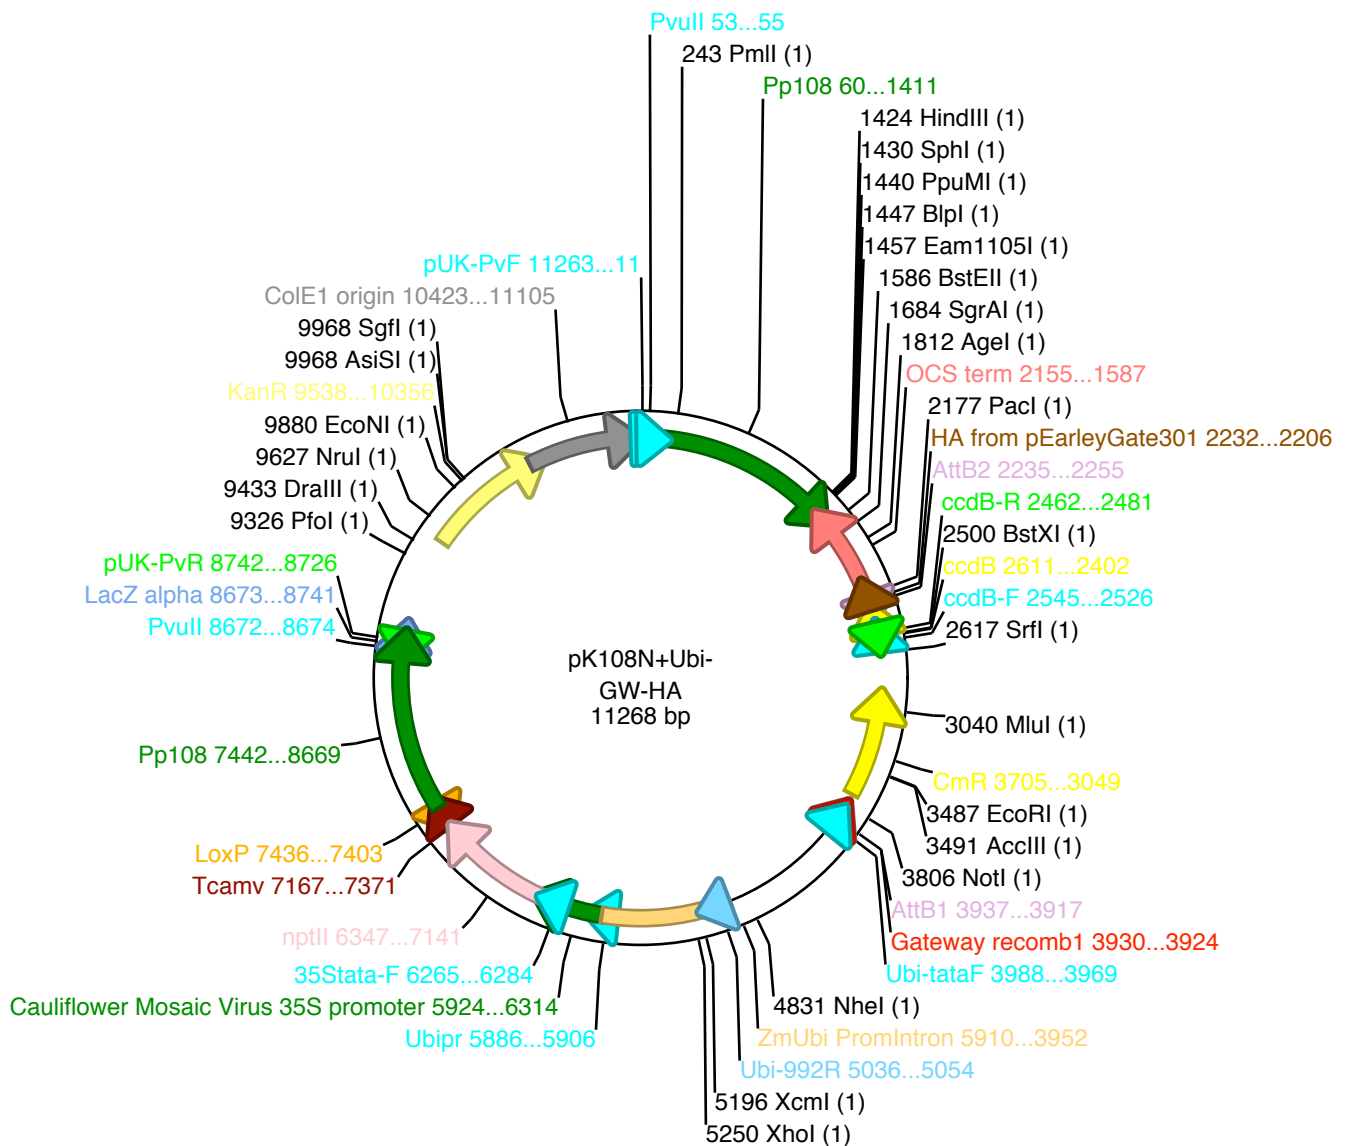 PvuII 53...55
243 PmlI (1)
Pp108 60...1411
1424 HindIII (1)
1430 SphI (1)
1440 PpuMI (1)
1447 BlpI (1)
1457 Eam1105I (1)
1586 BstEII (1)
1684 SgrAI (1)
1812 AgeI (1)
OCS term 2155...1587
2177 PacI (1)
HA from pEarleyGate301 2232...2206
AttB2 2235...2255
ccdB-R 2462...2481
2500 BstXI (1)
ccdB 2611...2402
ccdB-F 2545...2526
2617 SrfI (1)
3040 MluI (1)
CmR 3705...3049
3487 EcoRI (1)
3491 AccIII (1)
3806 NotI (1)
AttB1 3937...3917
Gateway recomb1 3930...3924
Ubi-tataF 3988...3969
4831 NheI (1)
ZmUbi PromIntron 5910...3952
Ubi-992R 5036...5054
5196 XcmI (1)
5250 XhoI (1)
Ubipr 5886...5906
Cauliflower Mosaic Virus 35S promoter 5924...6314
35Stata-F 6265...6284
nptII 6347...7141
Tcamv 7167...7371
LoxP 7436...7403
Pp108 7442...8669
PvuII 8672...8674
LacZ alpha 8673...8741
pUK-PvR 8742...8726
9326 PfoI (1)
9433 DraIII (1)
9627 NruI (1)
9880 EcoNI (1)
KanR 9538...10356
9968 AsiSI (1)
9968 SgfI (1)
ColE1 origin 10423...11105
pUK-PvF 11263...11
pK108N+Ubi-
GW-HA
11268 bp